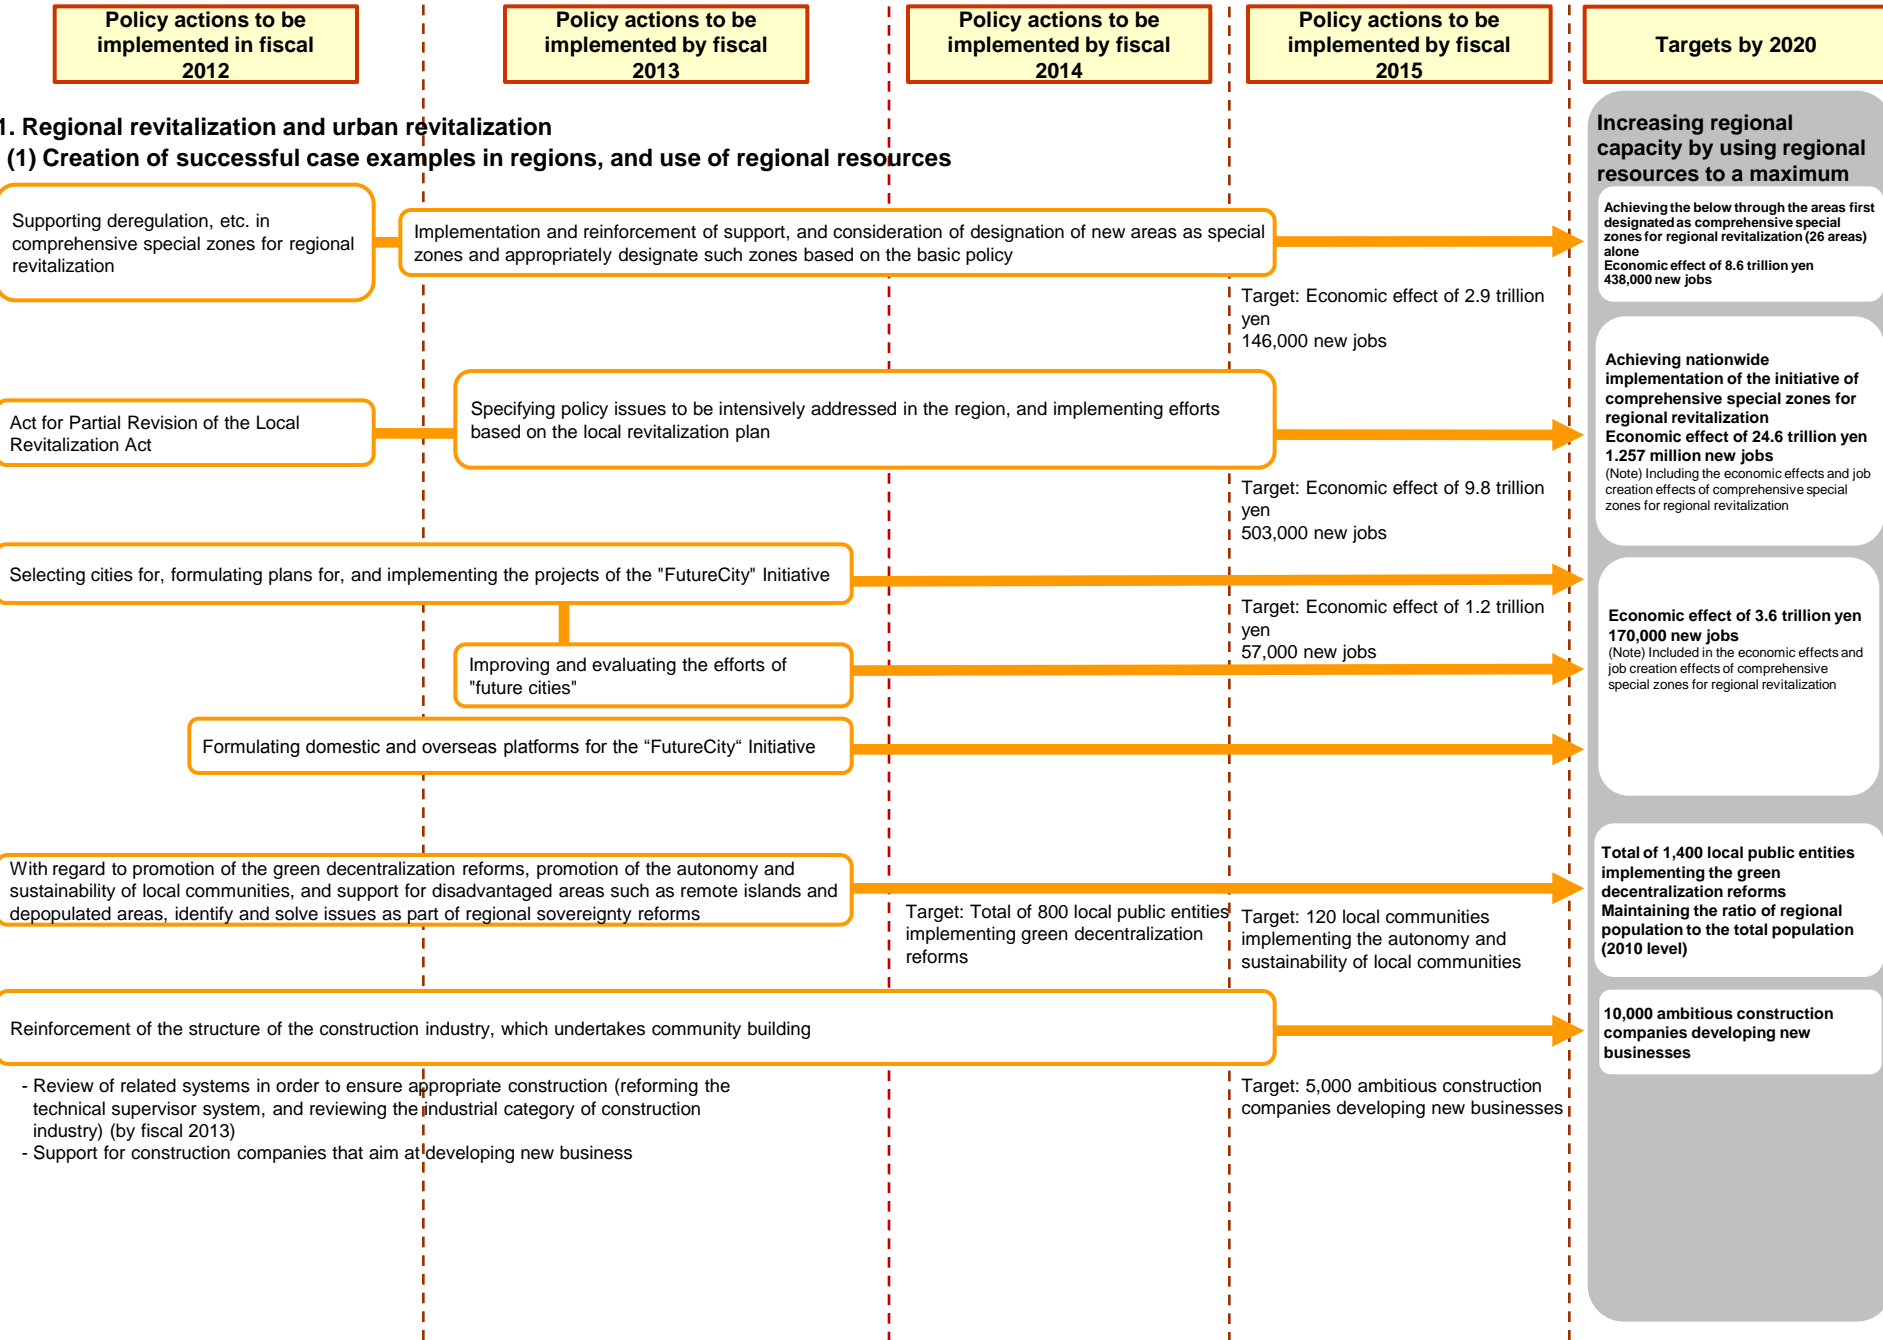 Policy actions to be
implemented in fiscal
2012
Policy actions to be
implemented by fiscal
2013
Policy actions to be
implemented by fiscal
2014
Policy actions to be
implemented by fiscal
2015
Targets by 2020
1. Regional revitalization and urban revitalization
(1) Creation of successful case examples in regions, and use of regional resources
Increasing regional
capacity by using regional
resources to a maximum
Supporting deregulation, etc. in
comprehensive special zones for regional
revitalization
Implementation and reinforcement of support, and consideration of designation of new areas as special
zones and appropriately designate such zones based on the basic policy
Target: Economic effect of 2.9 trillion
yen
146,000 new jobs
Achieving the below through the areas first
designated as comprehensive special
zones for regional revitalization (26 areas)
alone
Economic effect of 8.6 trillion yen
438,000 new jobs
Act for Partial Revision of the Local
Revitalization Act
Specifying policy issues to be intensively addressed in the region, and implementing efforts
based on the local revitalization plan
Target: Economic effect of 9.8 trillion
yen
503,000 new jobs
Achieving nationwide
implementation of the initiative of
comprehensive special zones for
regional revitalization
Economic effect of 24.6 trillion yen
1.257 million new jobs
(Note) Including the economic effects and job
creation effects of comprehensive special
zones for regional revitalization
Selecting cities for, formulating plans for, and implementing the projects of the "FutureCity" Initiative
Target: Economic effect of 1.2 trillion
yen
57,000 new jobs
Improving and evaluating the efforts of
"future cities"
Formulating domestic and overseas platforms for the “FutureCity“ Initiative
Economic effect of 3.6 trillion yen
170,000 new jobs
(Note) Included in the economic effects and
job creation effects of comprehensive
special zones for regional revitalization
With regard to promotion of the green decentralization reforms, promotion of the autonomy and
sustainability of local communities, and support for disadvantaged areas such as remote islands and
depopulated areas, identify and solve issues as part of regional sovereignty reforms
Target: Total of 800 local public entities
implementing green decentralization
reforms
Target: 120 local communities
implementing the autonomy and
sustainability of local communities
Total of 1,400 local public entities
implementing the green
decentralization reforms
Maintaining the ratio of regional
population to the total population
(2010 level)
Reinforcement of the structure of the construction industry, which undertakes community building
- Review of related systems in order to ensure appropriate construction (reforming the
technical supervisor system, and reviewing the industrial category of construction
industry) (by fiscal 2013)
- Support for construction companies that aim at developing new business
Target: 5,000 ambitious construction
companies developing new businesses
10,000 ambitious construction
companies developing new
businesses